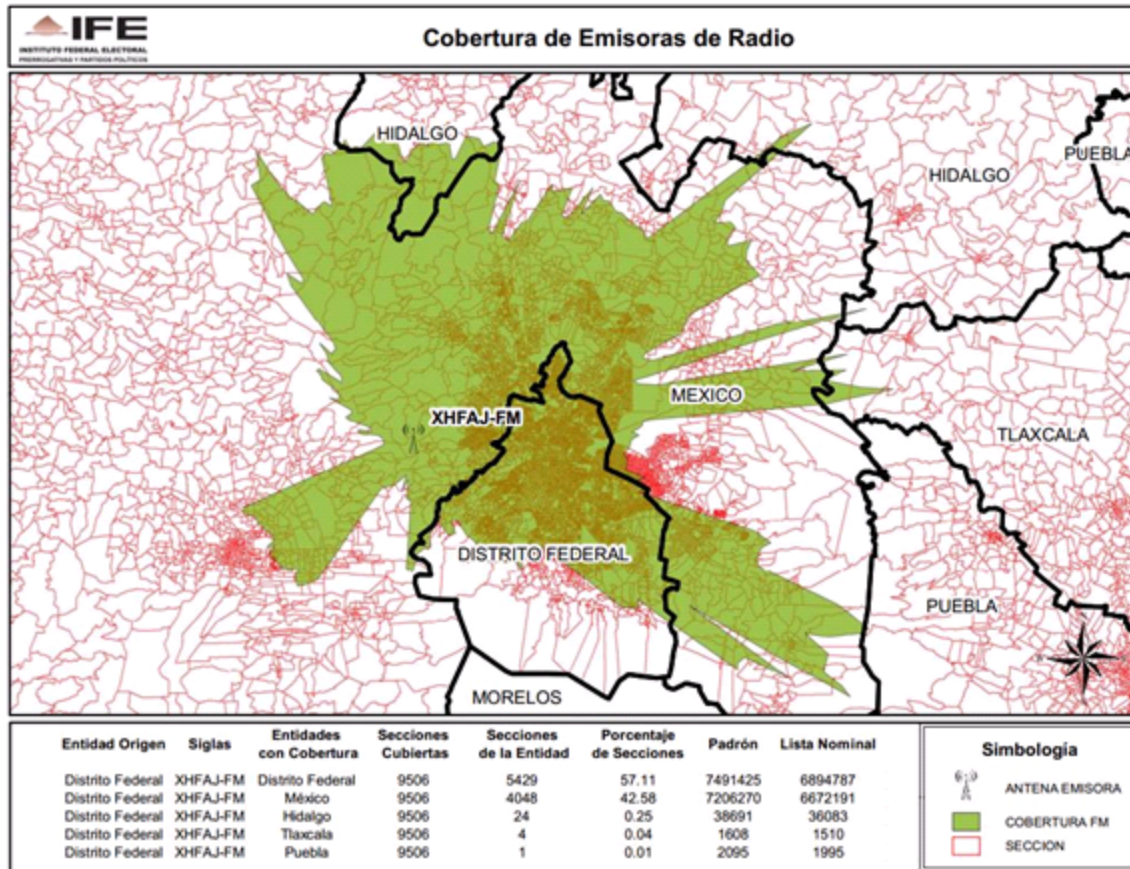 IFE
INSTITUTO FEDERAL ELECTORAL
PRERROGATIVAS Y PARTIDOS POLÍTICOS
Cobertura de Emisoras de Radio
HIDALGO
PUEBLA
HIDALGO
MEXICO
XHFAJ-FM
TLAXCALA
DISTRITO FEDERAL
PUEBLA
MORELOS
Entidad Origen Siglas Entidades con Cobertura Secciones Cubiertas Secciones de la Entidad Porcentaje de Secciones Padrón Lista Nominal
Distrito Federal XHFAJ-FM Distrito Federal 9506 5429 57.11 7491425 6894787
Distrito Federal XHFAJ-FM México 9506 4048 42.58 7206270 6672191
Distrito Federal XHFAJ-FM Hidalgo 9506 24 0.25 38691 36083
Distrito Federal XHFAJ-FM Tlaxcala 9506 4 0.04 1608 1510
Distrito Federal XHFAJ-FM Puebla 9506 1 0.01 2095 1995
Simbología
ANTENA EMISORA
COBERTURA FM
SECCION